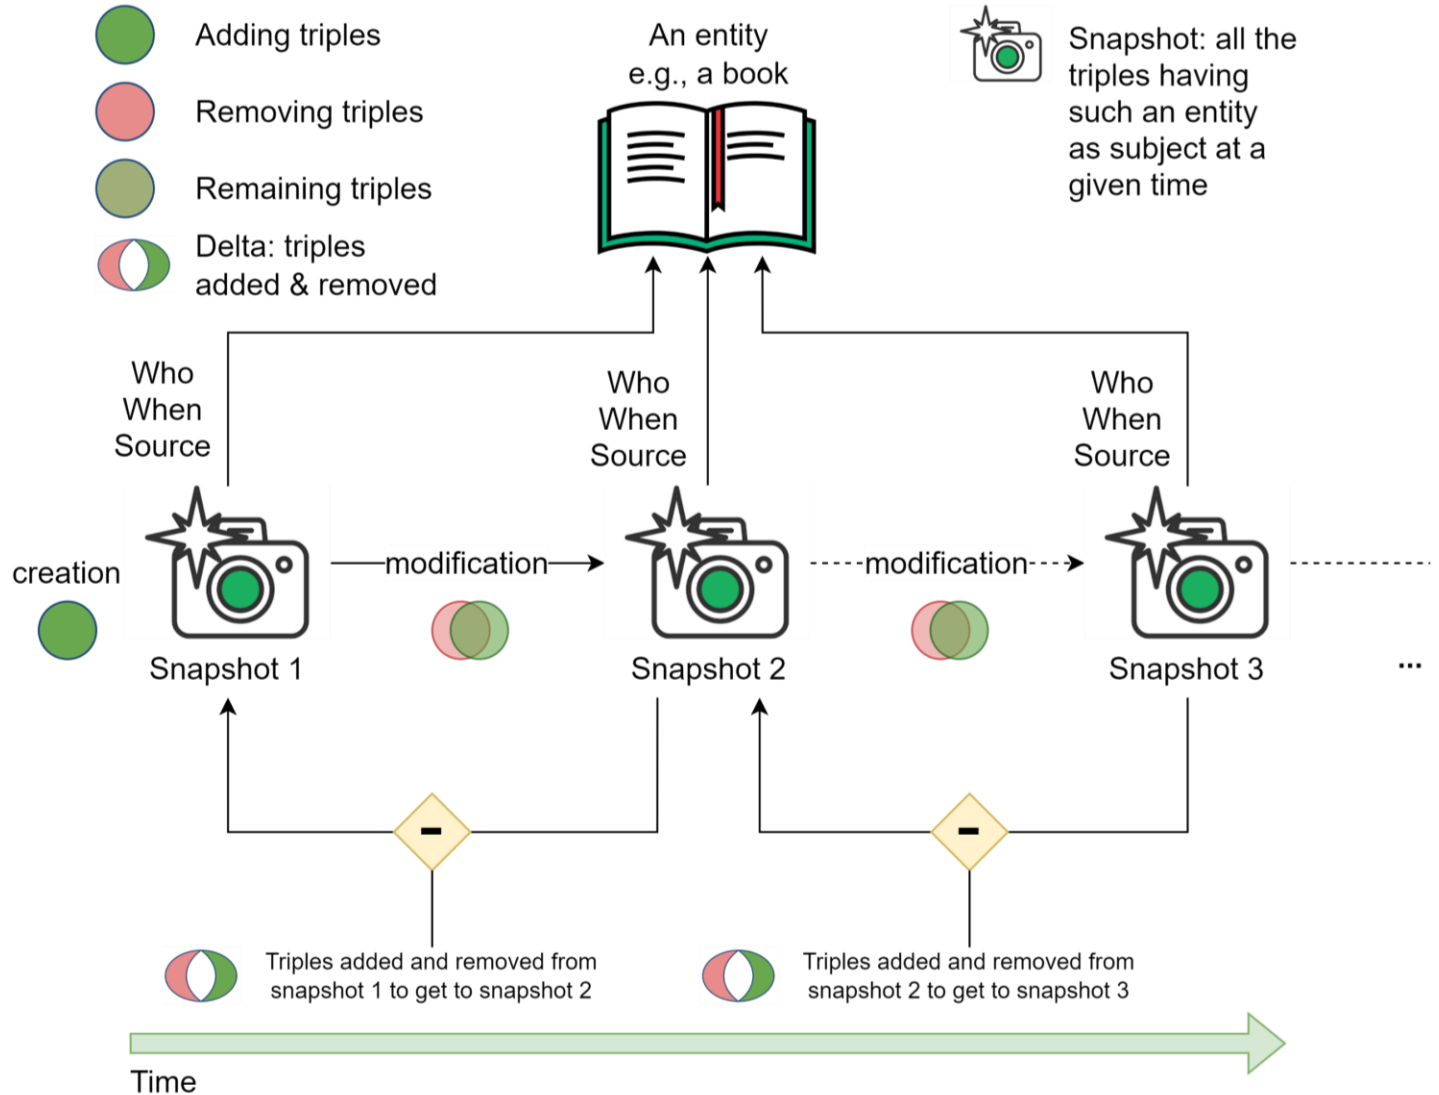 Adding triples
Removing triples
Remaining triples
Delta: triples
added & removed
An entity
e.g., a book
Snapshot: all the
triples having
such an entity
as subject at a
given time
Who
When
Source
Who
When
Source
Who
When
Source
creation
modification
modification
Snapshot 1
Snapshot 2
Snapshot 3
...
-
-
Triples added and removed from
snapshot 1 to get to snapshot 2
Triples added and removed from
snapshot 2 to get to snapshot 3
Time